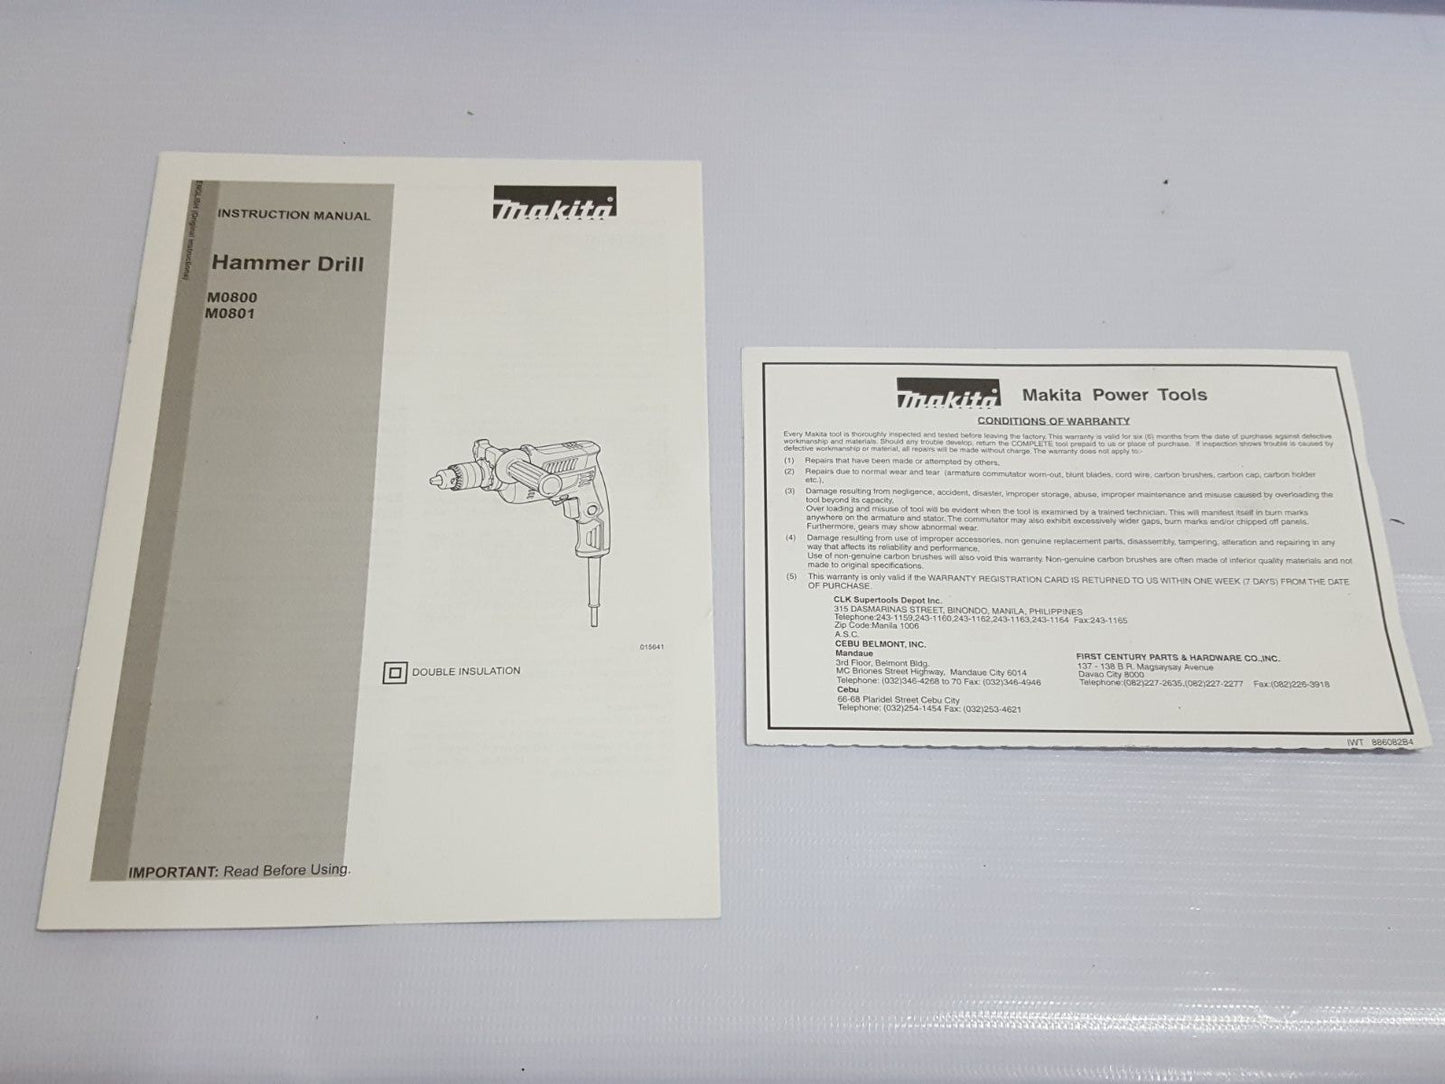 ENGLISH (Original instructions)
INSTRUCTION MANUAL
makita
Hammer Drill
M0800
M0801
015641
DOUBLE INSULATION
IMPORTANT: Read Before Using.
makita Makita Power Tools
CONDITIONS OF WARRANTY
Every Makita tool is thoroughly inspected and tested before leaving the factory. This warranty is valid for six (6) months from the date of purchase against defective
workmanship and materials. Should any trouble develop, return the COMPLETE tool prepaid to us or place of purchase. If inspection shows trouble is caused by
defective workmanship or material, all repairs will be made without charge. The warranty does not apply to:-
(1) Repairs that have been made or attempted by others.
(2) Repairs due to normal wear and tear (armature commutator worn-out, blunt blades, cord wire, carbon brushes, carbon cap, carbon holder
etc.).
(3) Damage resulting from negligence, accident, disaster, improper storage, abuse, improper maintenance and misuse caused by overloading the
tool beyond its capacity.
Over loading and misuse of tool will be evident when the tool is examined by a trained technician. This will manifest itself in burn marks
anywhere on the armature and stator. The commutator may also exhibit excessively wider gaps, burn marks and/or chipped off panels.
Furthermore, gears may show abnormal wear.
(4) Damage resulting from use of improper accessories, non genuine replacement parts, disassembly, tampering, alteration and repairing in any
way that affects its reliability and performance.
Use of non-genuine carbon brushes will also void this warranty. Non-genuine carbon brushes are often made of inferior quality materials and not
made to original specifications.
(5) This warranty is only valid if the WARRANTY REGISTRATION CARD IS RETURNED TO US WITHIN ONE WEEK (7 DAYS) FROM THE DATE
OF PURCHASE.
CLK Supertools Depot Inc.
315 DASMARINAS STREET, BINONDO, MANILA, PHILIPPINES
Telephone:243-1159,243-1160,243-1162,243-1163,243-1164 Fax:243-1165
Zip Code:Manila 1006
A.S.C.
CEBU BELMONT, INC.
Mandaue
3rd Floor, Belmont Bldg.
MC Briones Street Highway, Mandaue City 6014
Telephone: (032)346-4268 to 70 Fax: (032)346-4946
Cebu
66-68 Plaridel Street Cebu City
Telephone: (032)254-1454 Fax: (032)253-4621
FIRST CENTURY PARTS & HARDWARE CO.,INC.
137 - 138 B R. Magsaysay Avenue
Davao City 8000
Telephone:(082)227-2635,(082)227-2277 Fax:(082)226-3918
IWT 8860B2B4